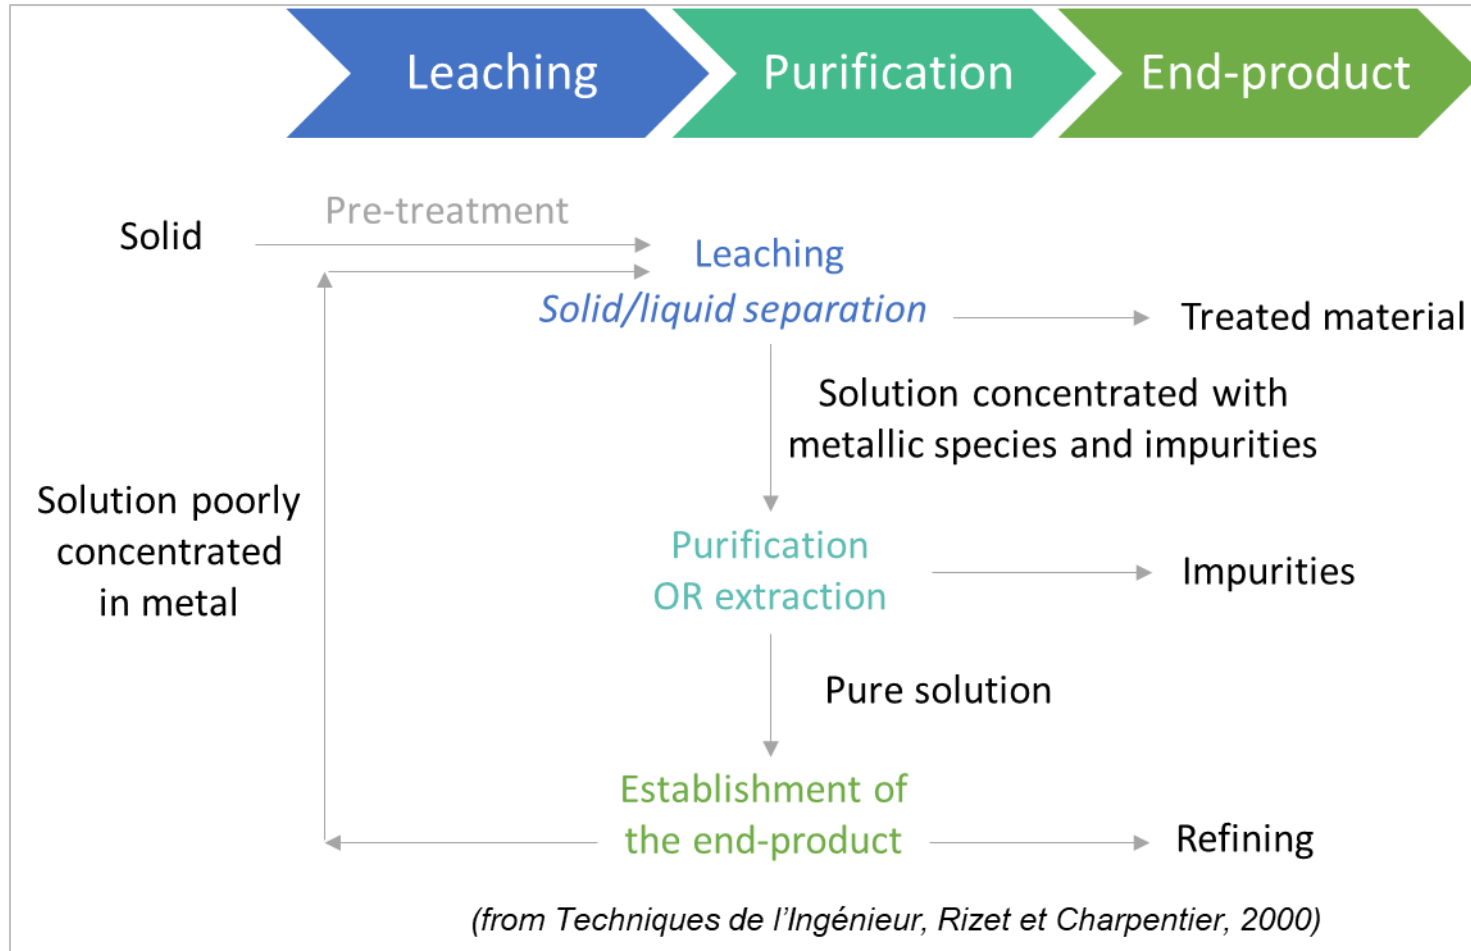 Leaching
Purification
End-product
Pre-treatment
Solid
Leaching
Solid/liquid separation
Treated material
Solution concentrated with
metallic species and impurities
Solution poorly
concentrated
in metal
Purification
OR extraction
Impurities
Pure solution
Establishment of
the end-product
Refining
(from Techniques de l'Ingénieur, Rizet et Charpentier, 2000)